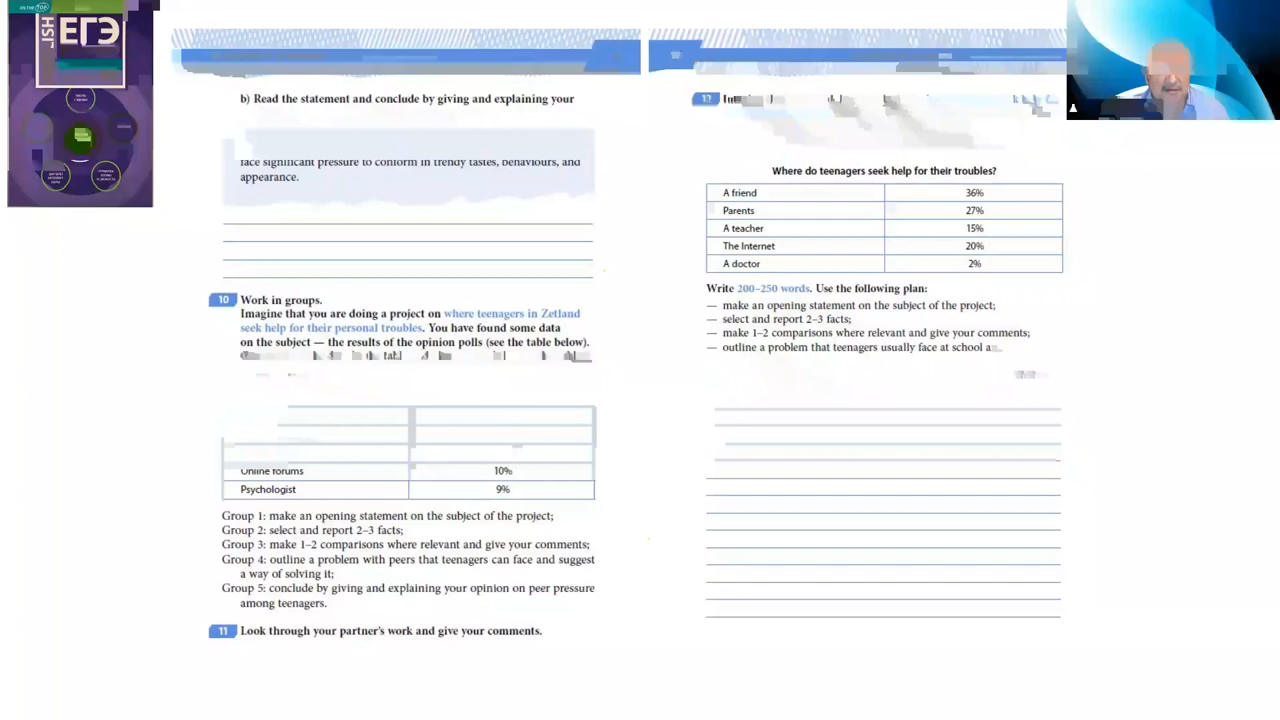 ON THE TOP
ISH
ЕГЭ
b) Read the statement and conclude by giving and explaining your
face significant pressure to conform in trendy tastes, behaviours, and
appearance.
10 Work in groups.
Imagine that you are doing a project on where teenagers in Zetland
seek help for their personal troubles. You have found some data
on the subject — the results of the opinion polls (see the table below).
Online forums 10%
Psychologist 9%
Group 1: make an opening statement on the subject of the project;
Group 2: select and report 2–3 facts;
Group 3: make 1–2 comparisons where relevant and give your comments;
Group 4: outline a problem with peers that teenagers can face and suggest
a way of solving it;
Group 5: conclude by giving and explaining your opinion on peer pressure
among teenagers.
11 Look through your partner's work and give your comments.
Where do teenagers seek help for their troubles?
A friend 36%
Parents 27%
A teacher 15%
The Internet 20%
A doctor 2%
Write 200–250 words. Use the following plan:
— make an opening statement on the subject of the project;
— select and report 2–3 facts;
— make 1–2 comparisons where relevant and give your comments;
— outline a problem that teenagers usually face at school